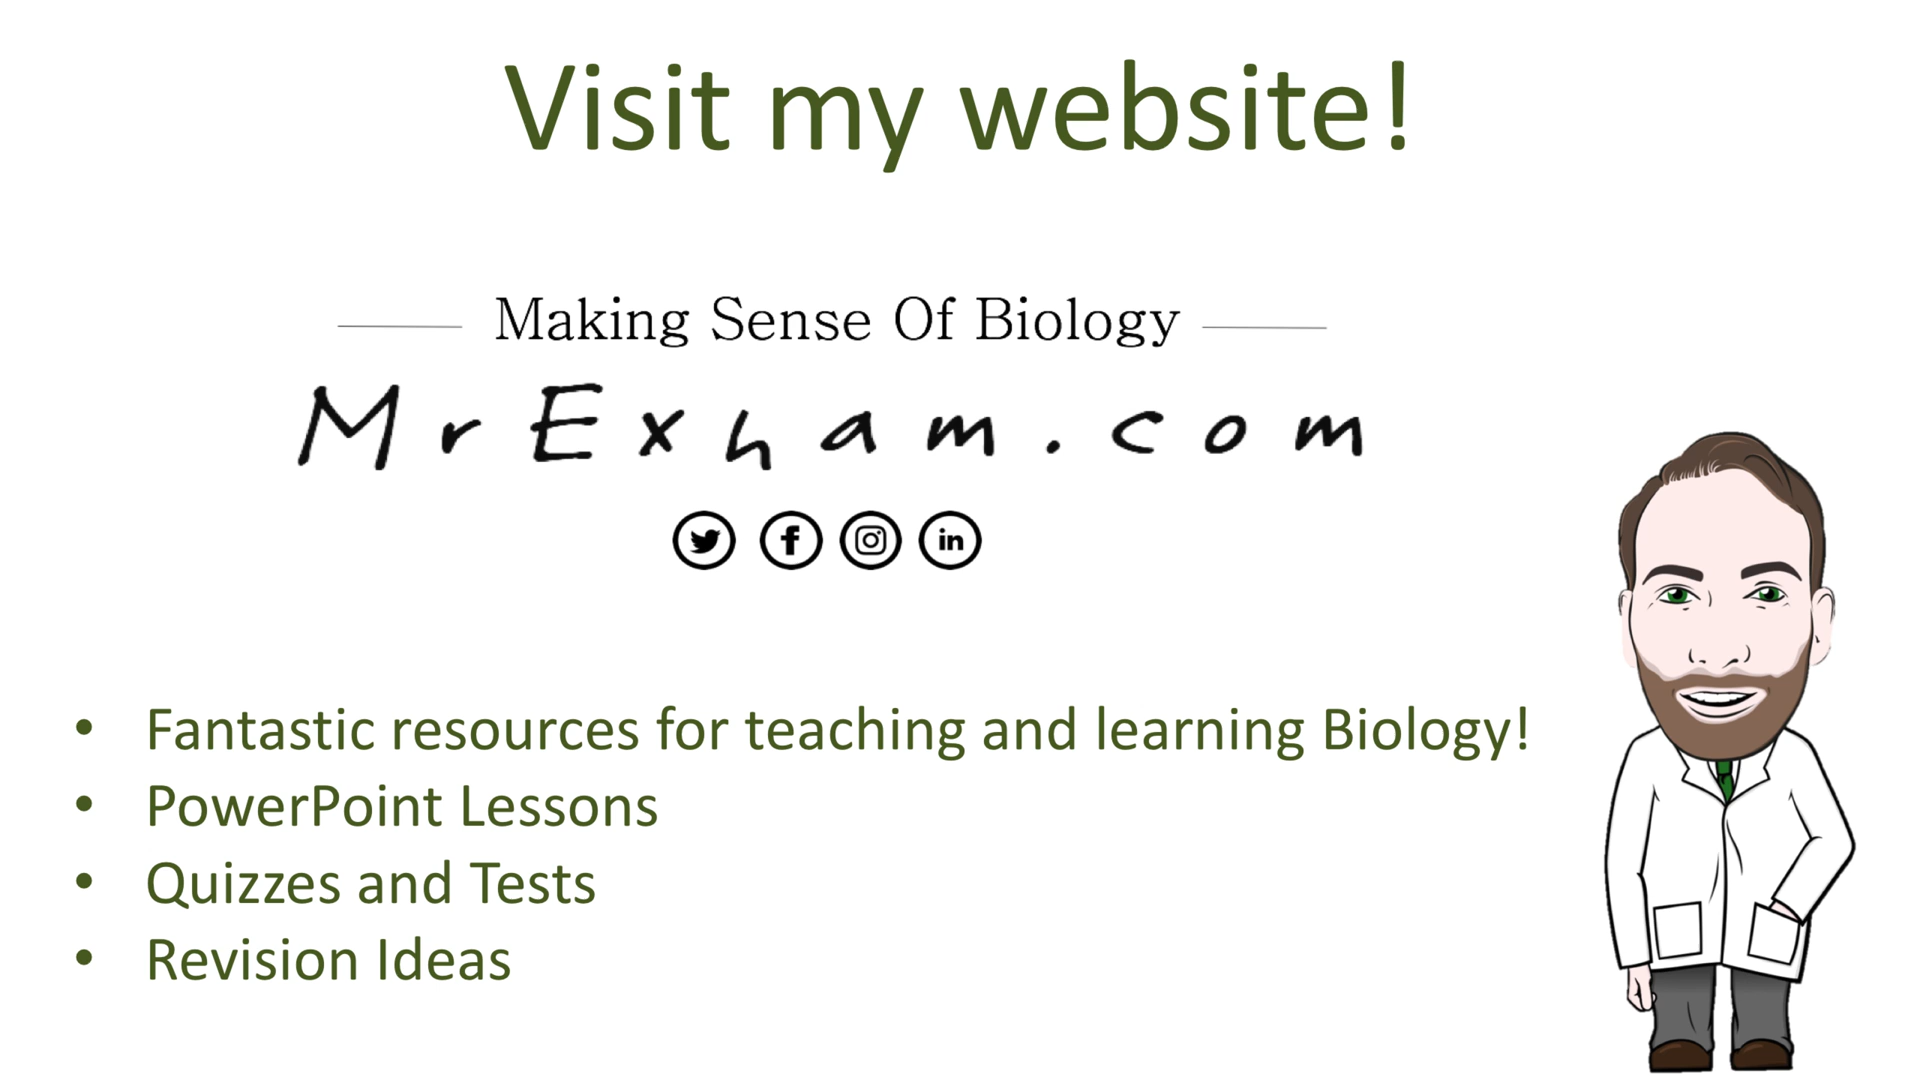 Visit my website!
Making Sense Of Biology
MrExham.com
Fantastic resources for teaching and learning Biology!
PowerPoint Lessons
Quizzes and Tests
Revision Ideas